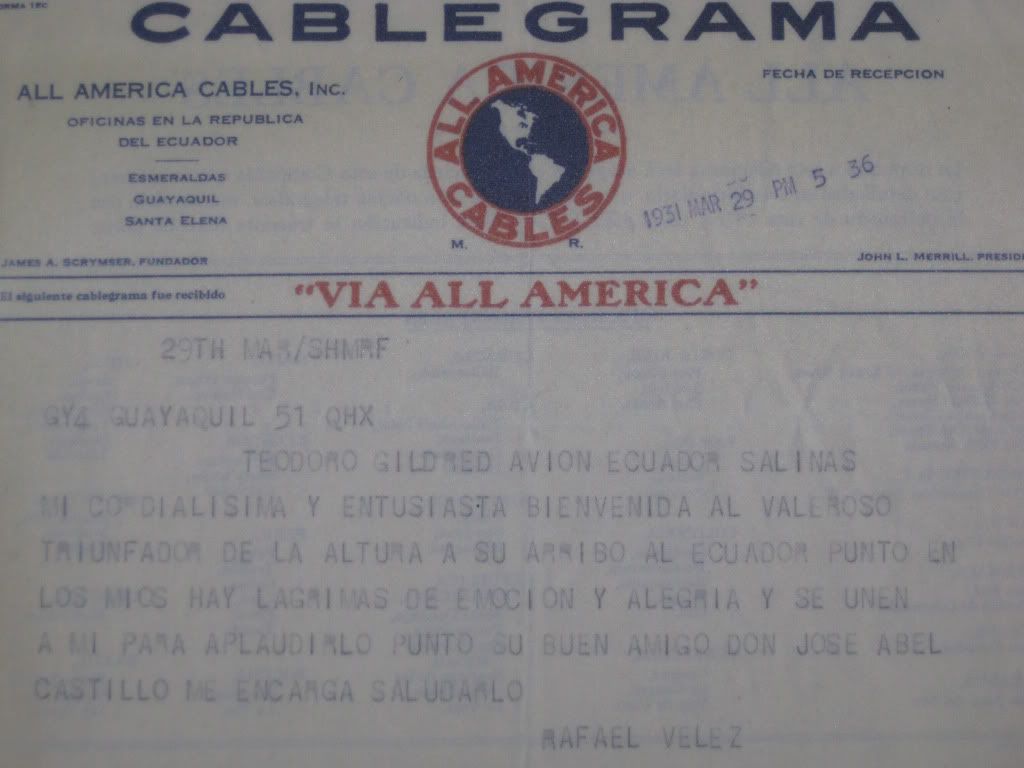 ORMA 1EC
CABLEGRAMA
ALL AMERICA CABLES, INC.
OFICINAS EN LA REPUBLICA
DEL ECUADOR
ESMERALDAS
GUAYAQUIL
SANTA ELENA
JAMES A. SCRYMSER, FUNDADOR
ALL AMERICA CABLES
M. R.
FECHA DE RECEPCION
1931 MAR 29 PM 5 36
JOHN L. MERRILL, PRESID
El siguiente cablegrama fue recibido
"VIA ALL AMERICA"
29TH MAR/SHMRF
GY4 GUAYAQUIL 51 QHX
TEODORO GILDRED AVION ECUADOR SALINAS
MI CORDIALISIMA Y ENTUSIASTA BIENVENIDA AL VALEROSO
TRIUNFADOR DE LA ALTURA A SU ARRIBO AL ECUADOR PUNTO EN
LOS MIOS HAY LAGRIMAS DE EMOCION Y ALEGRIA Y SE UNEN
A MI PARA APLAUDIRLO PUNTO SU BUEN AMIGO DON JOSE ABEL
CASTILLO ME ENCARGA SALUDARLO
RAFAEL VELEZ